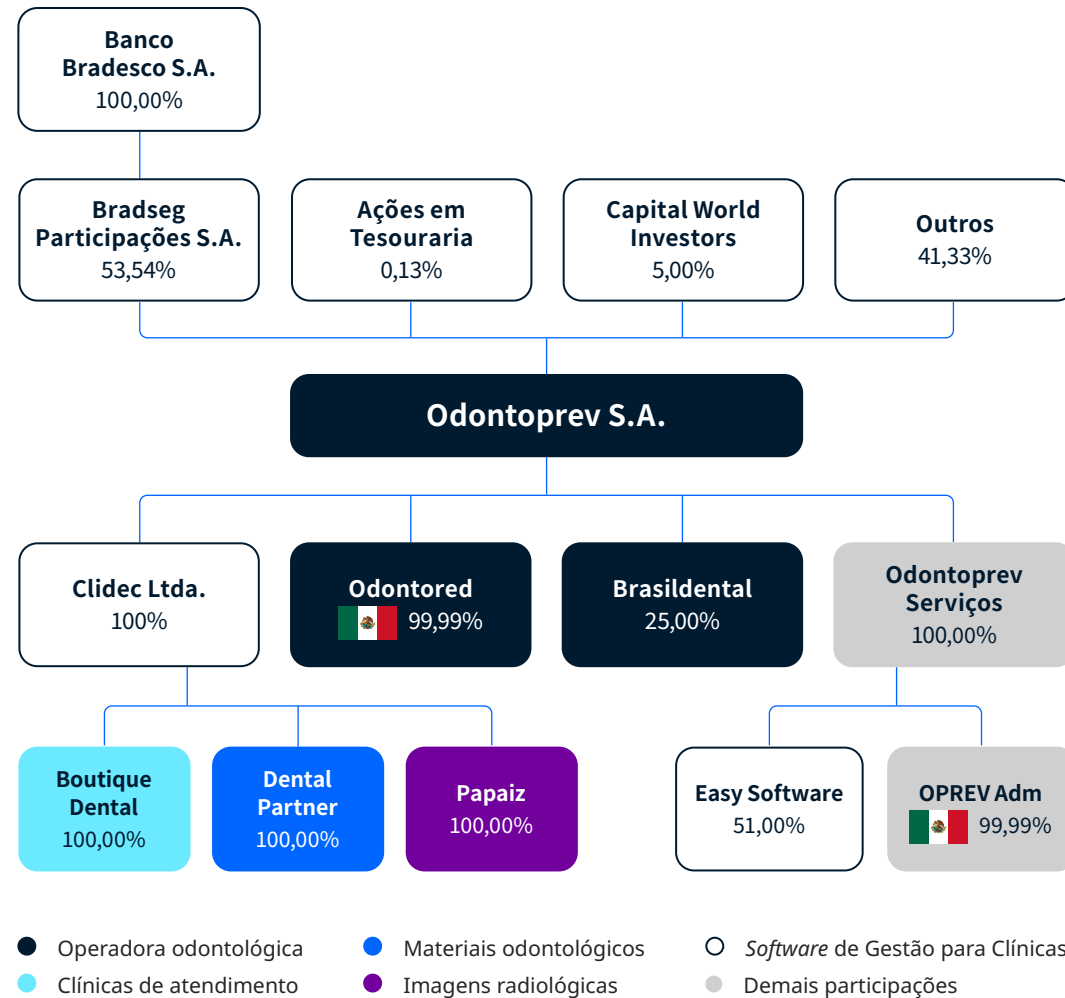 Banco
Bradesco S.A.
100,00%
Bradseg
Participações S.A.
53,54%
Ações em
Tesouraria
0,13%
Capital World
Investors
5,00%
Outros
41,33%
Odontoprev S.A.
Clidec Ltda.
100%
Odontored
99,99%
Brasildental
25,00%
Odontoprev
Serviços
100,00%
Boutique
Dental
100,00%
Dental
Partner
100,00%
Papaiz
100,00%
Easy Software
51,00%
OPREV Adm
99,99%
Operadora odontológica
Materiais odontológicos
Software de Gestão para Clínicas
Clínicas de atendimento
Imagens radiológicas
Demais participações